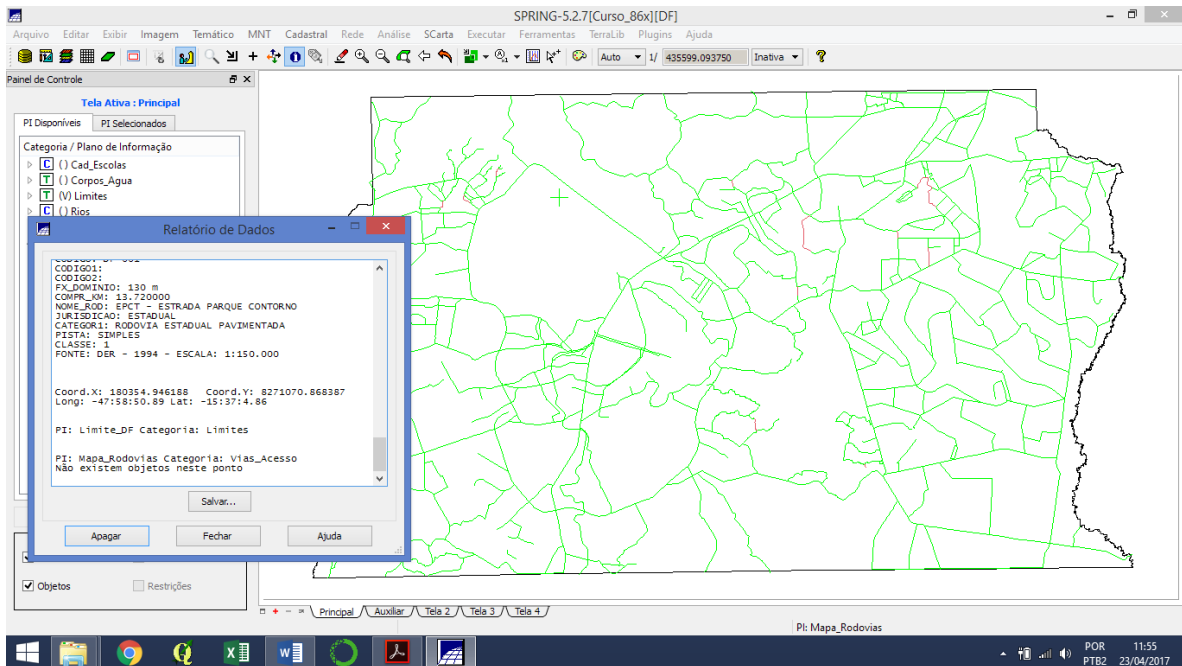 SPRING-5.2.7[Curso_86x][DF]
Arquivo Editar Exibir Imagem Temático MNT Cadastral Rede Análise SCarta Executar Ferramentas TerraLib Plugins Ajuda
Auto 1/ 435599.093750 Inativa
Painel de Controle
Tela Ativa : Principal
PI Disponíveis PI Selecionados
Categoria / Plano de Informação
C () Cad_Escolas
T () Corpos_Agua
T (V) Limites
C () Rios
Relatório de Dados
CODIGO1:
CODIGO2:
FX_DOMINIO: 130 m
COMPR_KM: 13.720000
NOME_ROD: EPCT - ESTRADA PARQUE CONTORNO
JURISDICAO: ESTADUAL
CATEGOR1: RODOVIA ESTADUAL PAVIMENTADA
PISTA: SIMPLES
CLASSE: 1
FONTE: DER - 1994 - ESCALA: 1:150.000
Coord.X: 180354.946188 Coord.Y: 8271070.868387
Long: -47:58:50.89 Lat: -15:37:4.86
PI: Limite_DF Categoria: Limites
PI: Mapa_Rodovias Categoria: Vias_Acesso
Não existem objetos neste ponto
Salvar...
Apagar Fechar Ajuda
Objetos Restrições
Principal Auxiliar Tela 2 Tela 3 Tela 4
PI: Mapa_Rodovias
POR 11:55
PTB2 23/04/2017